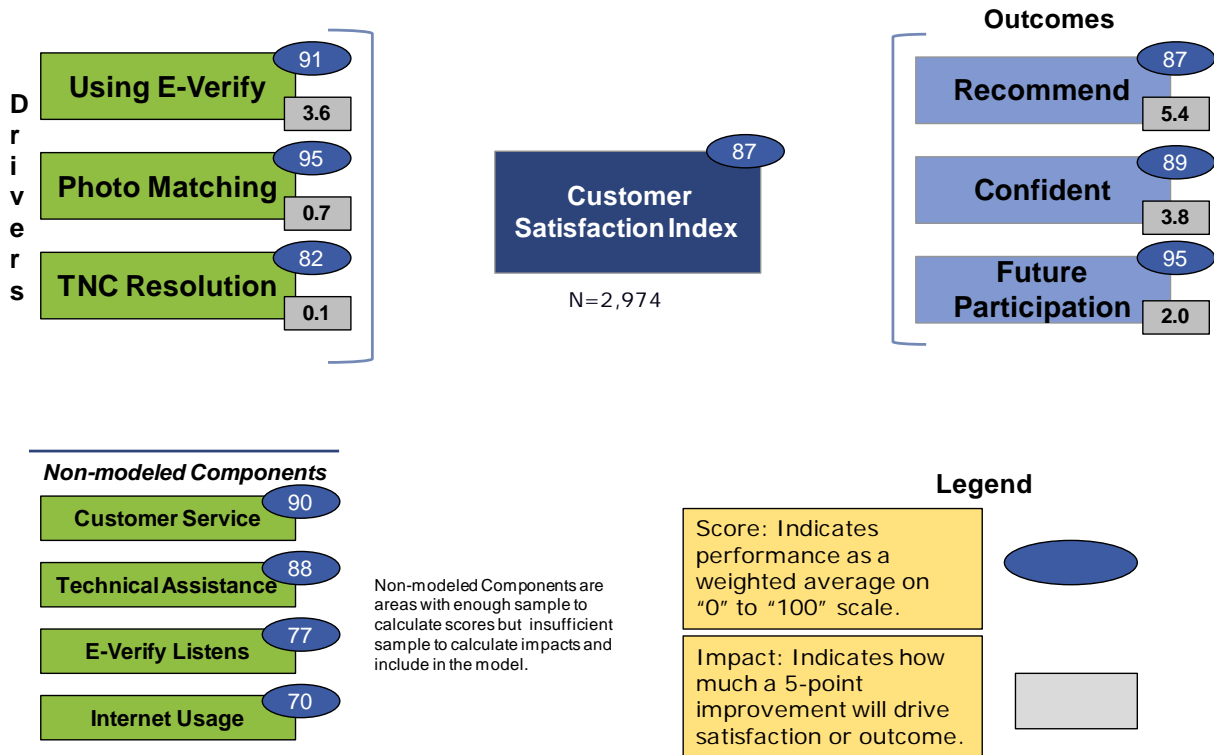 Drivers
91
Using E-Verify
3.6
95
Photo Matching
0.7
82
TNC Resolution
0.1
87
Customer
Satisfaction Index
N=2,974
Outcomes
87
Recommend
5.4
89
Confident
3.8
95
Future
Participation
2.0
Non-modeled Components
90
Customer Service
88
Technical Assistance
77
E-Verify Listens
70
Internet Usage
Non-modeled Components are
areas with enough sample to
calculate scores but insufficient
sample to calculate impacts and
include in the model.
Legend
Score: Indicates
performance as a
weighted average on
“0” to “100” scale.
Impact: Indicates how
much a 5-point
improvement will drive
satisfaction or outcome.